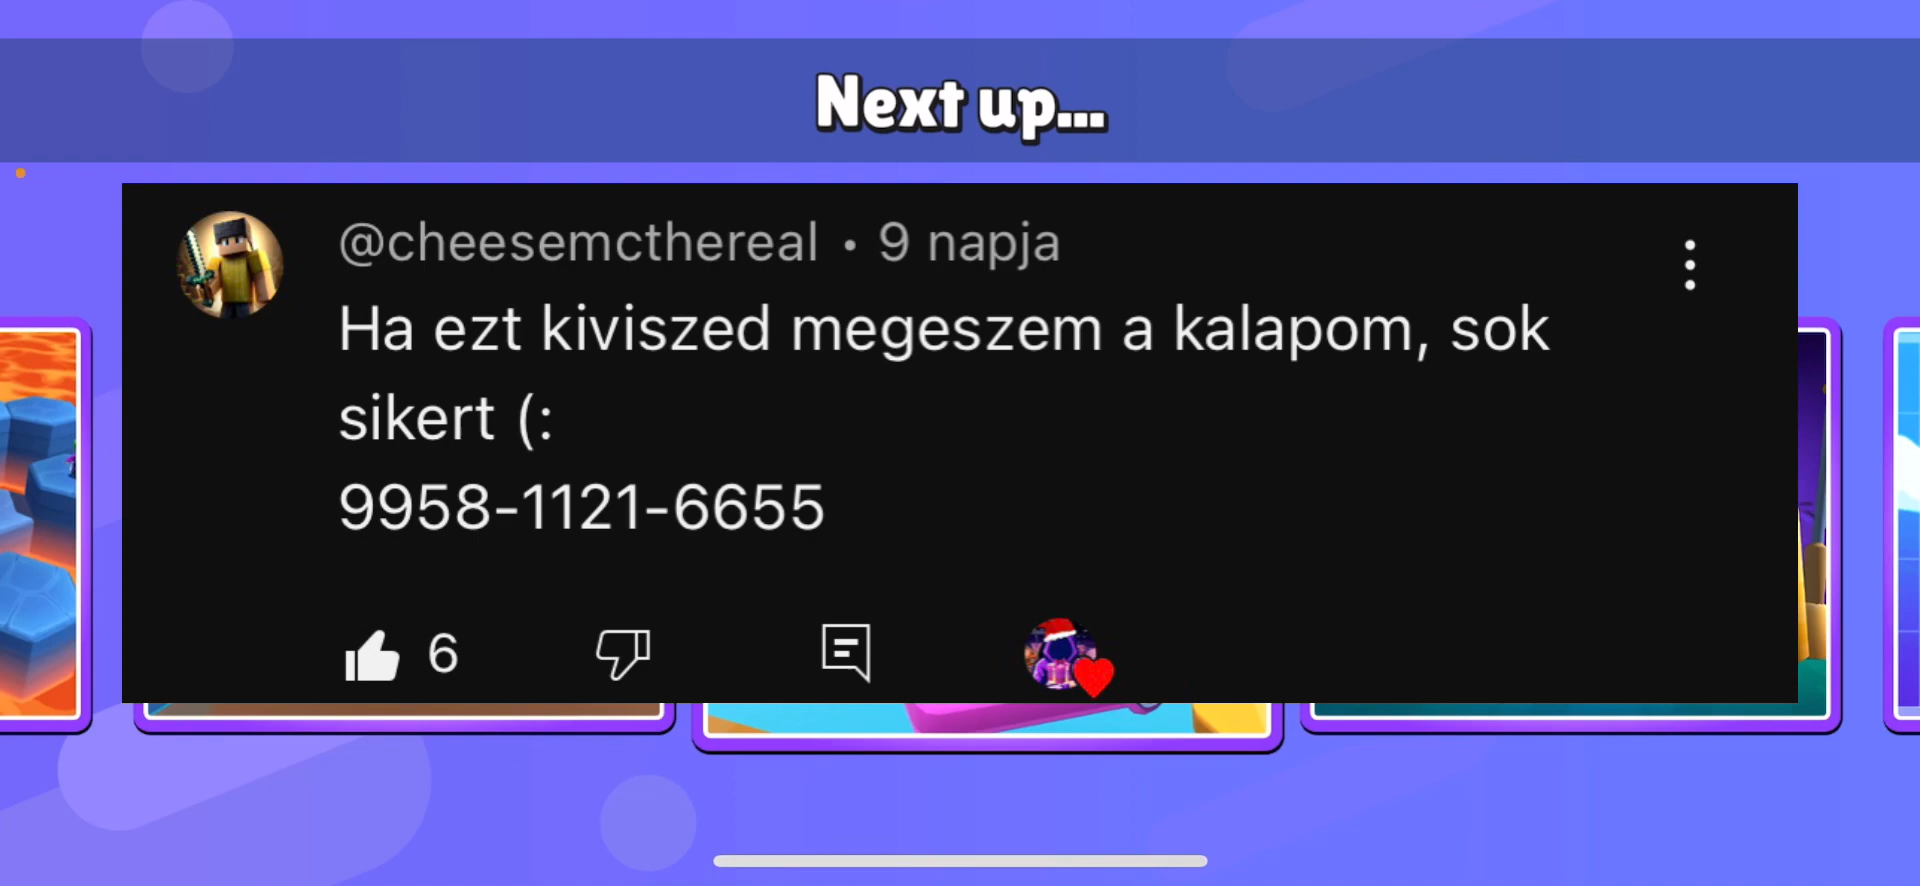 Next up...
@cheesemcthereal • 9 napja
Ha ezt kiviszed megeszem a kalapom, sok
sikert (:
9958-1121-6655
6